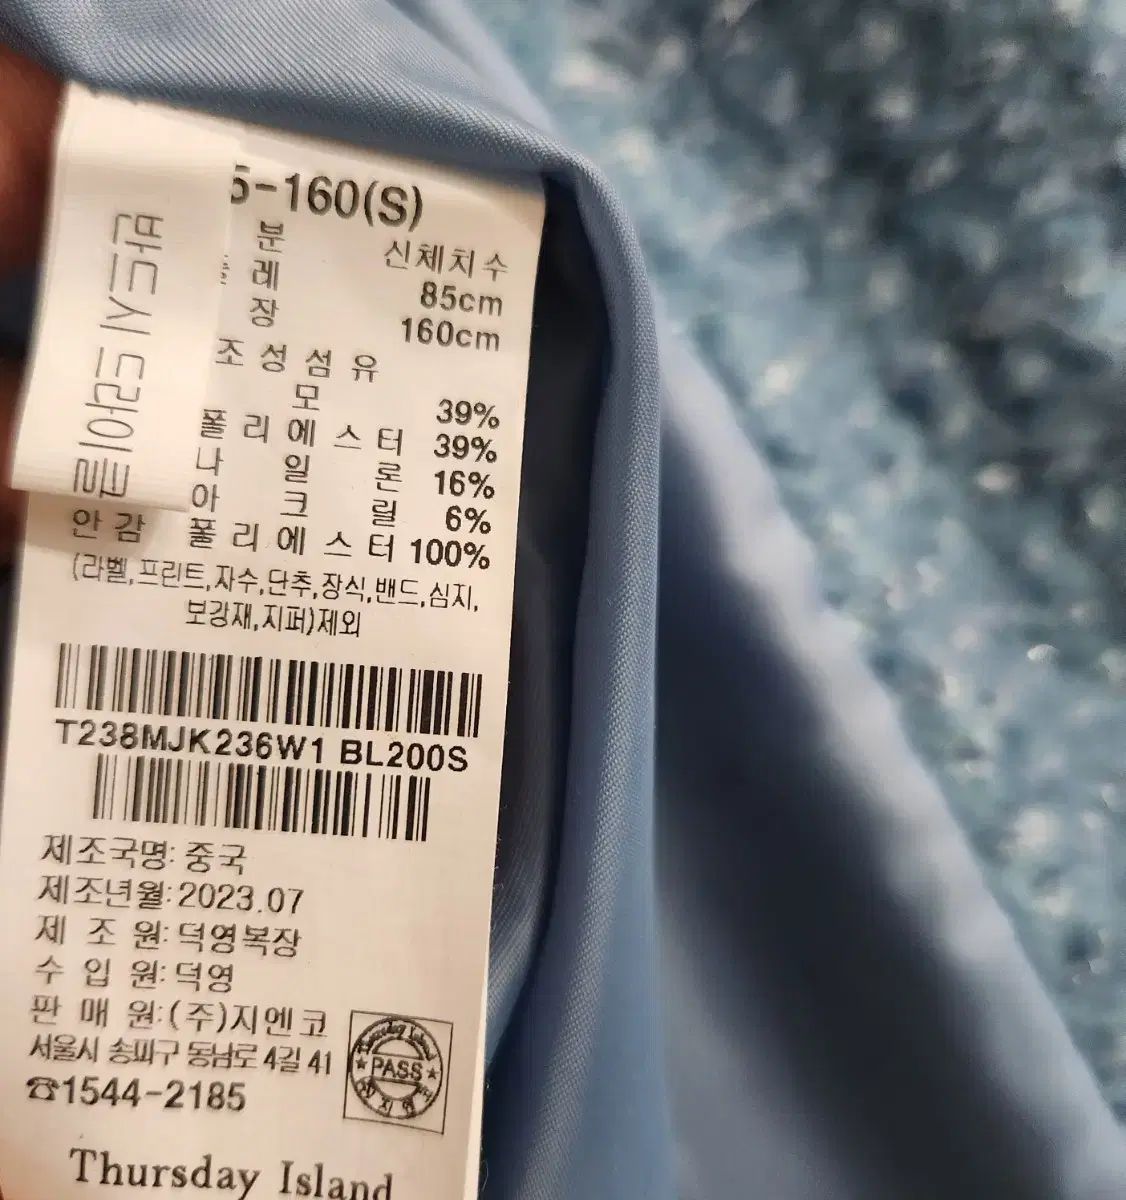 5-160(S)
분 신체치수
레 85cm
장 160cm
조성섬유
모 39%
폴리에스터 39%
나일론 16%
아크릴 6%
안감 폴리에스터 100%
(라벨,프린트,자수,단추,장식,밴드,심지,
보강재,지퍼)제외
T238MJK236W1 BL200S
제조국명: 중국
제조년월: 2023.07
제조원: 덕영복장
수입원: 덕영
판매원: (주)지엔코
서울시 송파구 동남로 4길 41
☎1544-2185
Thursday Island
PASS
Thursday Island
반드시 드라이클